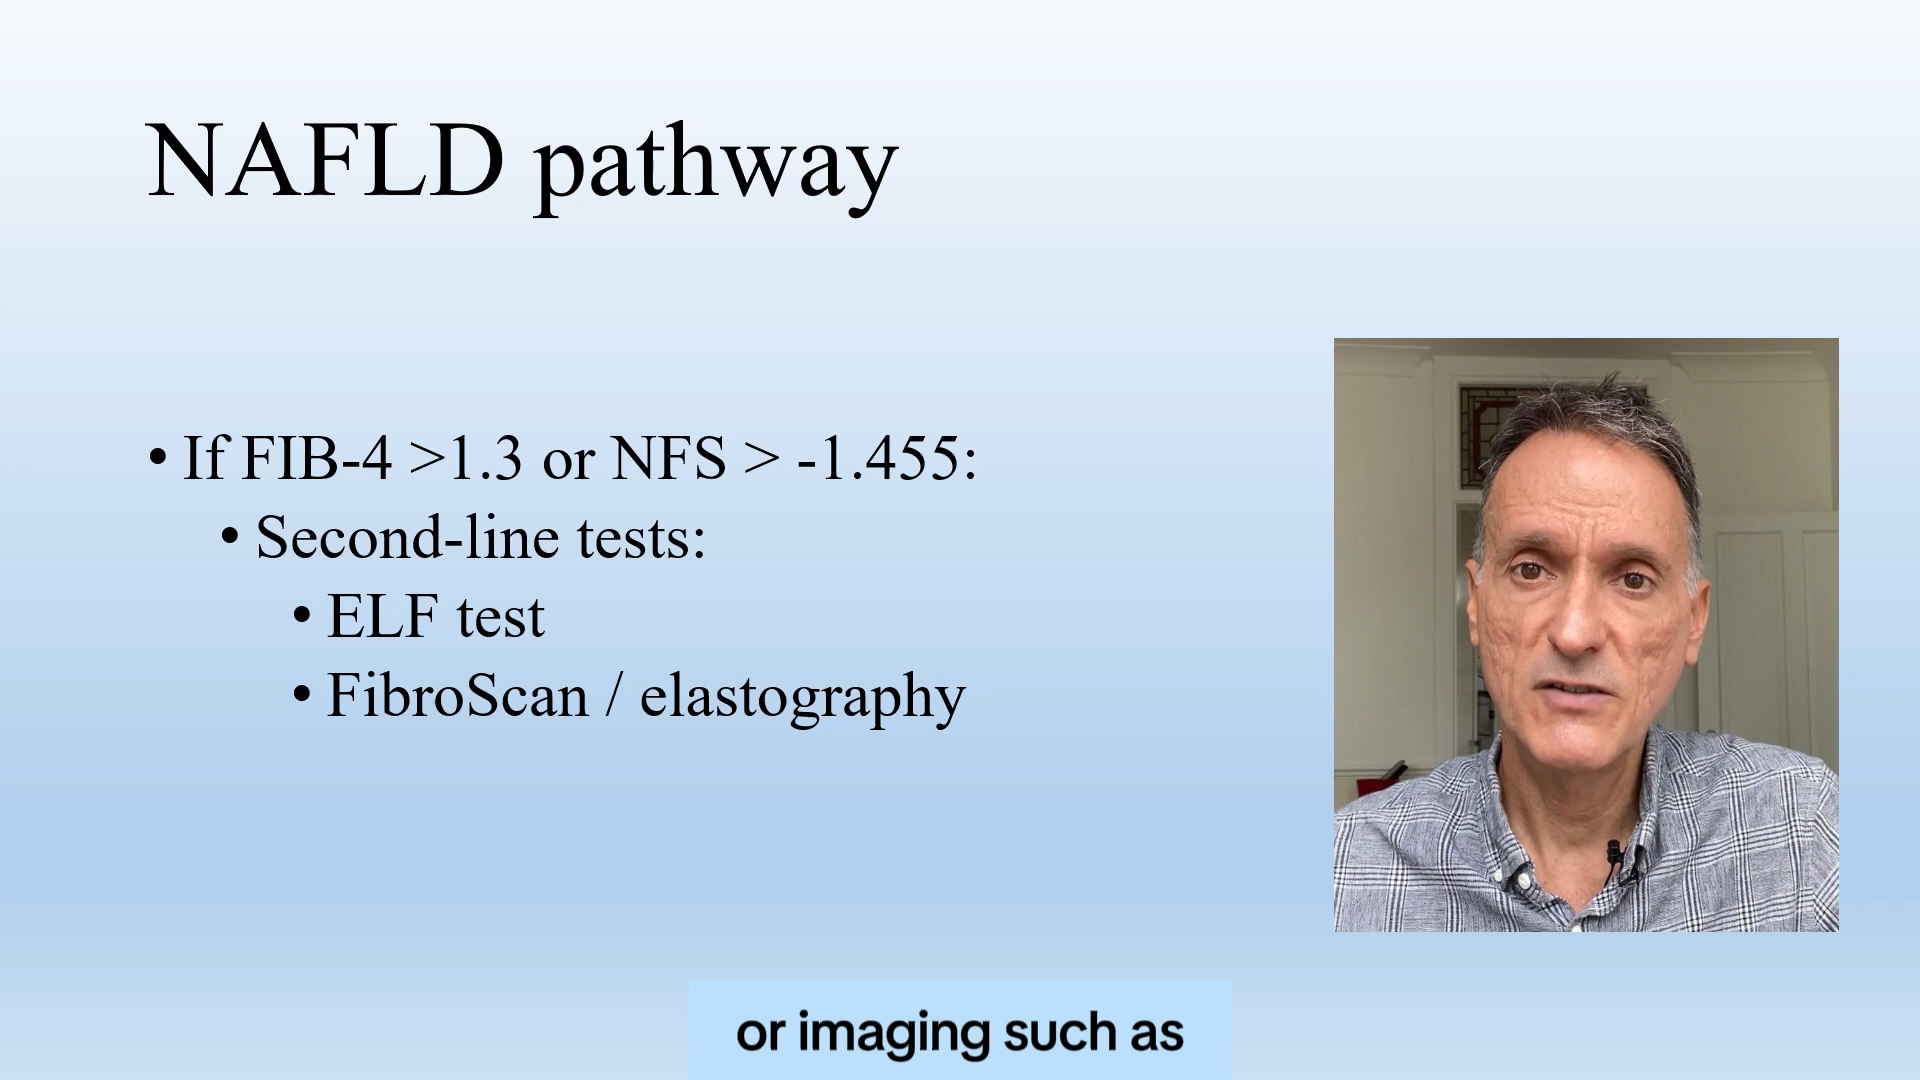 NAFLD pathway
• If FIB-4 >1.3 or NFS > -1.455:
• Second-line tests:
• ELF test
• FibroScan / elastography
or imaging such as